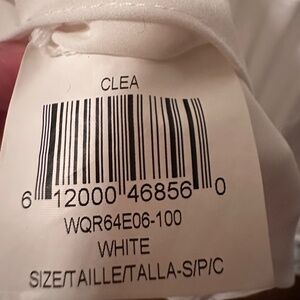 CLEA
6 12000 46856 0
WQR64E06-100
WHITE
SIZE/TAILLE/TALLA-S/P/C